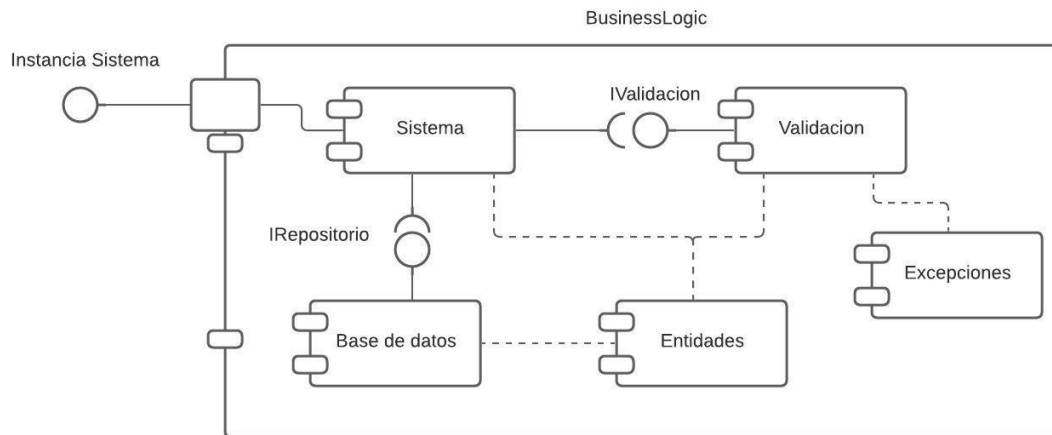 BusinessLogic
Instancia Sistema
IValidacion
Sistema
Validacion
IRepositorio
Excepciones
Base de datos
Entidades